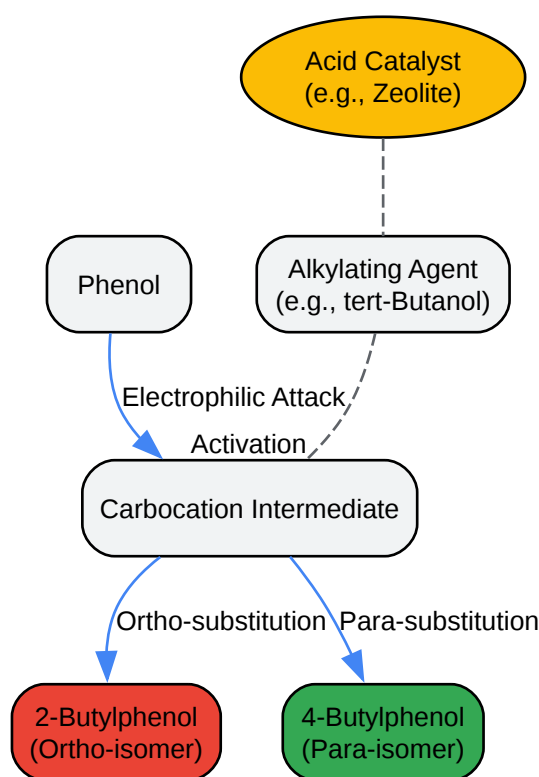 Acid Catalyst
(e.g., Zeolite)
Phenol
Alkylating Agent
(e.g., tert-Butanol)
Electrophilic Attack
Activation
Carbocation Intermediate
Ortho-substitution
Para-substitution
2-Butylphenol
(Ortho-isomer)
4-Butylphenol
(Para-isomer)